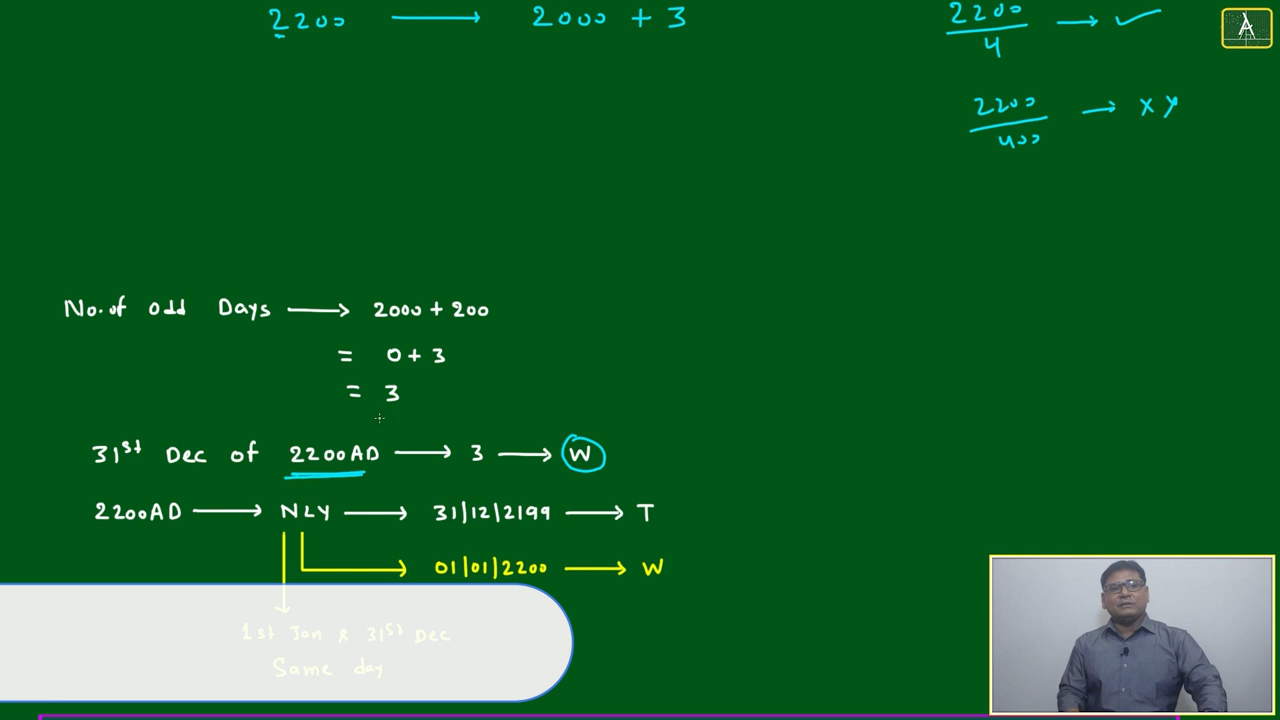 2200 ⟶ 2000 + 3
2200/4 → ✓
2200/400 → X Y
No. of odd Days ⟶ 2000 + 200
= 0 + 3
= 3
31st Dec of 2200AD ⟶ 3 ⟶ W
2200AD ⟶ NLY ⟶ 31|12|2199 ⟶ T
01|01|2200 ⟶ W
1st Jan & 31st Dec
Same day
A